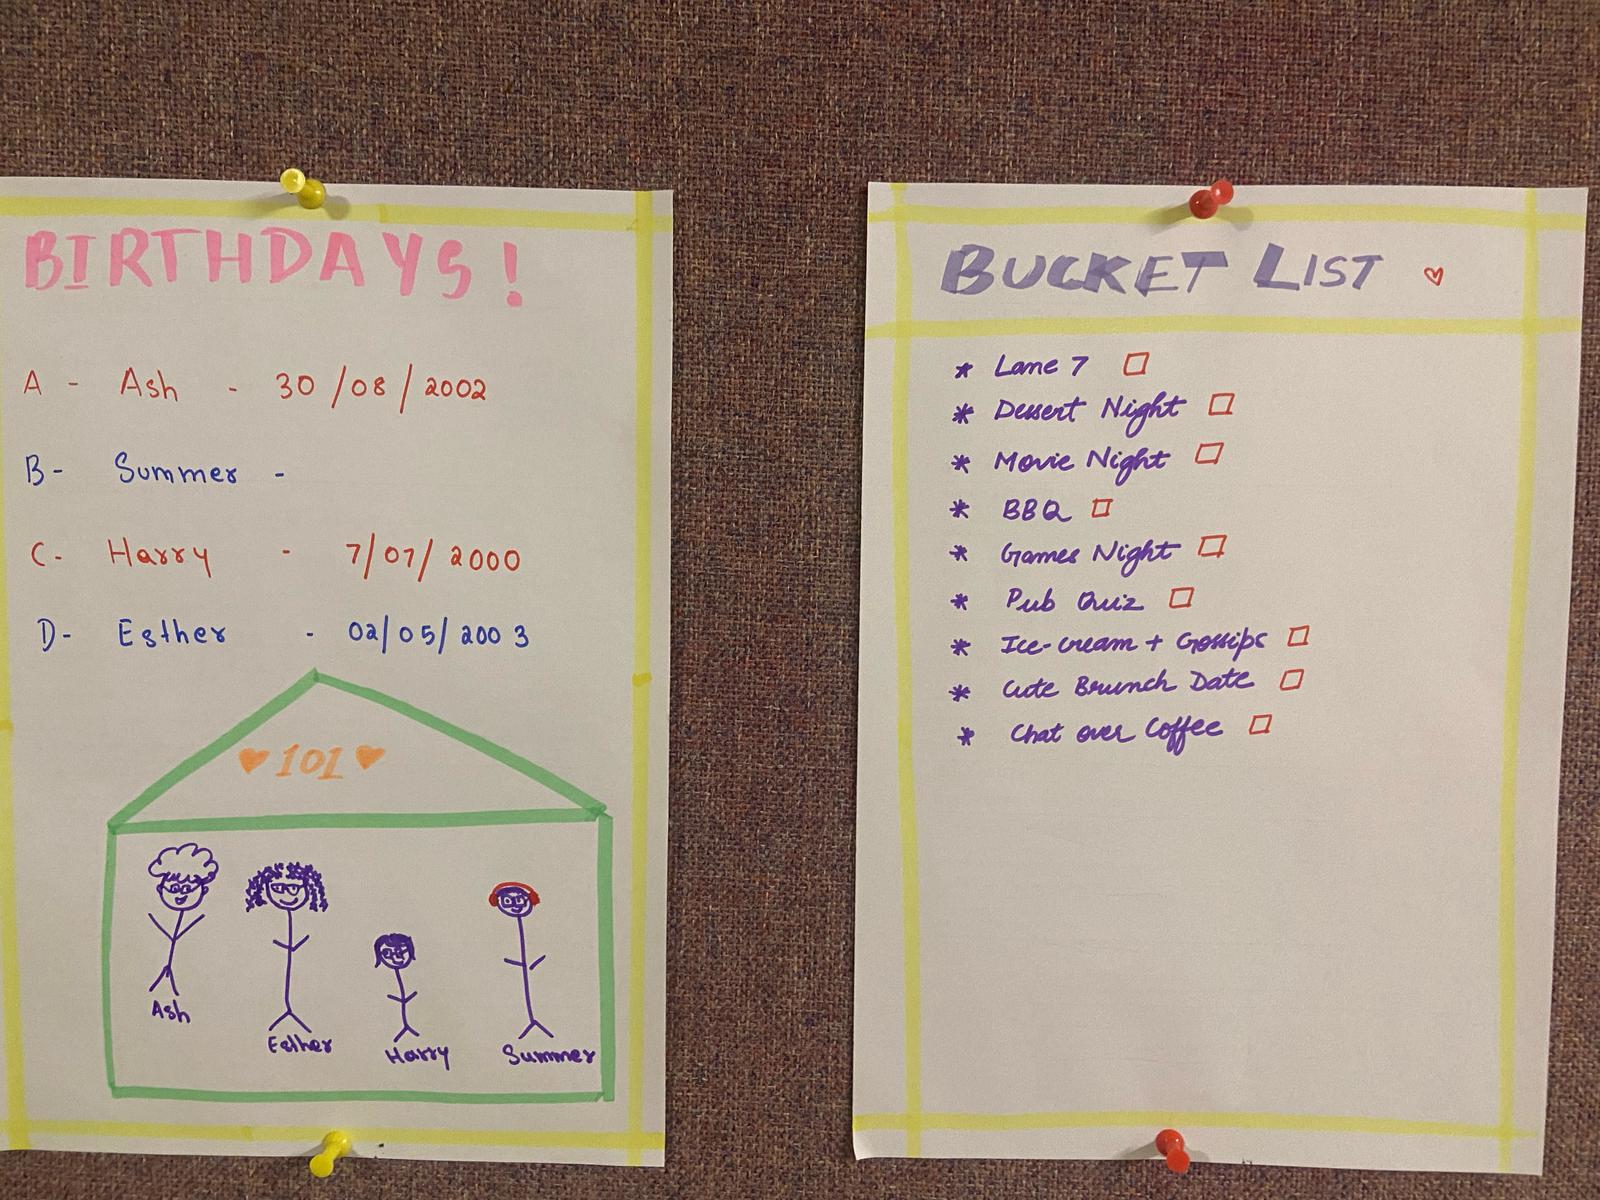 BIRTHDAYS!
A - Ash - 30/08/2002
B- Summer -
C- Harry - 7/07/2000
D- Esther - 02/05/2003
♥ 101 ♥
Ash
Esther
Harry
Summer
BUCKET LIST ♡
* Lane 7 □
* Dessert Night □
* Movie Night □
* BBQ □
* Games Night □
* Pub Quiz □
* Ice-cream + Gossips □
* Cute Brunch Date □
* Chat over Coffee □